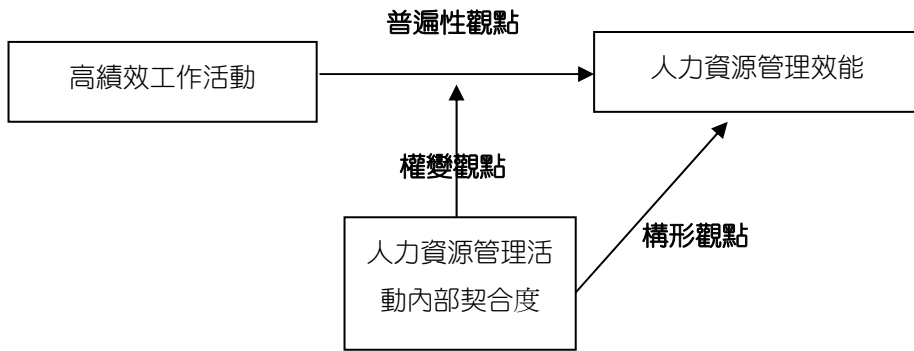 普遍性觀點
高績效工作活動
人力資源管理效能
權變觀點
人力資源管理活
動內部契合度
構形觀點